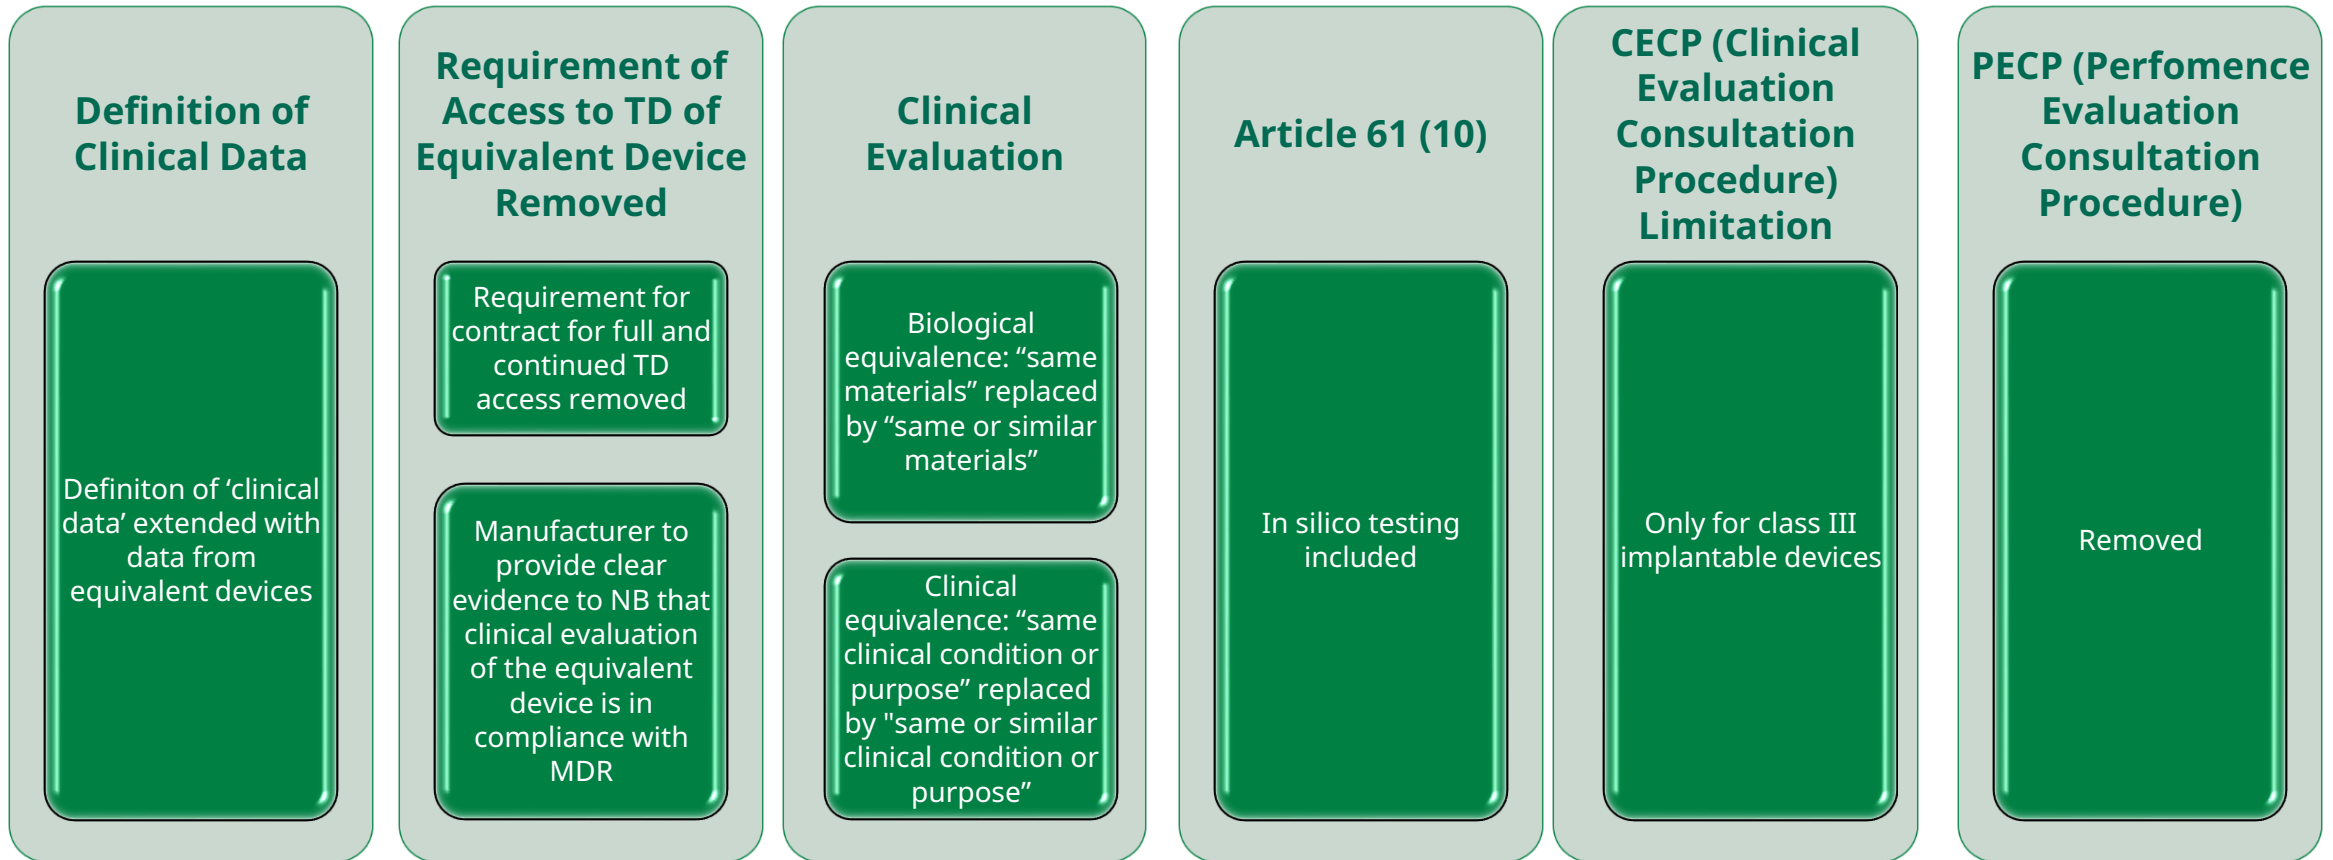 Definition of
Clinical Data
Definiton of ‘clinical
data’ extended with
data from
equivalent devices
Requirement of
Access to TD of
Equivalent Device
Removed
Requirement for
contract for full and
continued TD
access removed
Manufacturer to
provide clear
evidence to NB that
clinical evaluation
of the equivalent
device is in
compliance with
MDR
Clinical
Evaluation
Biological
equivalence: “same
materials” replaced
by “same or similar
materials”
Clinical
equivalence: “same
clinical condition or
purpose” replaced
by "same or similar
clinical condition or
purpose”
Article 61 (10)
In silico testing
included
CECP (Clinical
Evaluation
Consultation
Procedure)
Limitation
Only for class III
implantable devices
PECP (Perfomence
Evaluation
Consultation
Procedure)
Removed